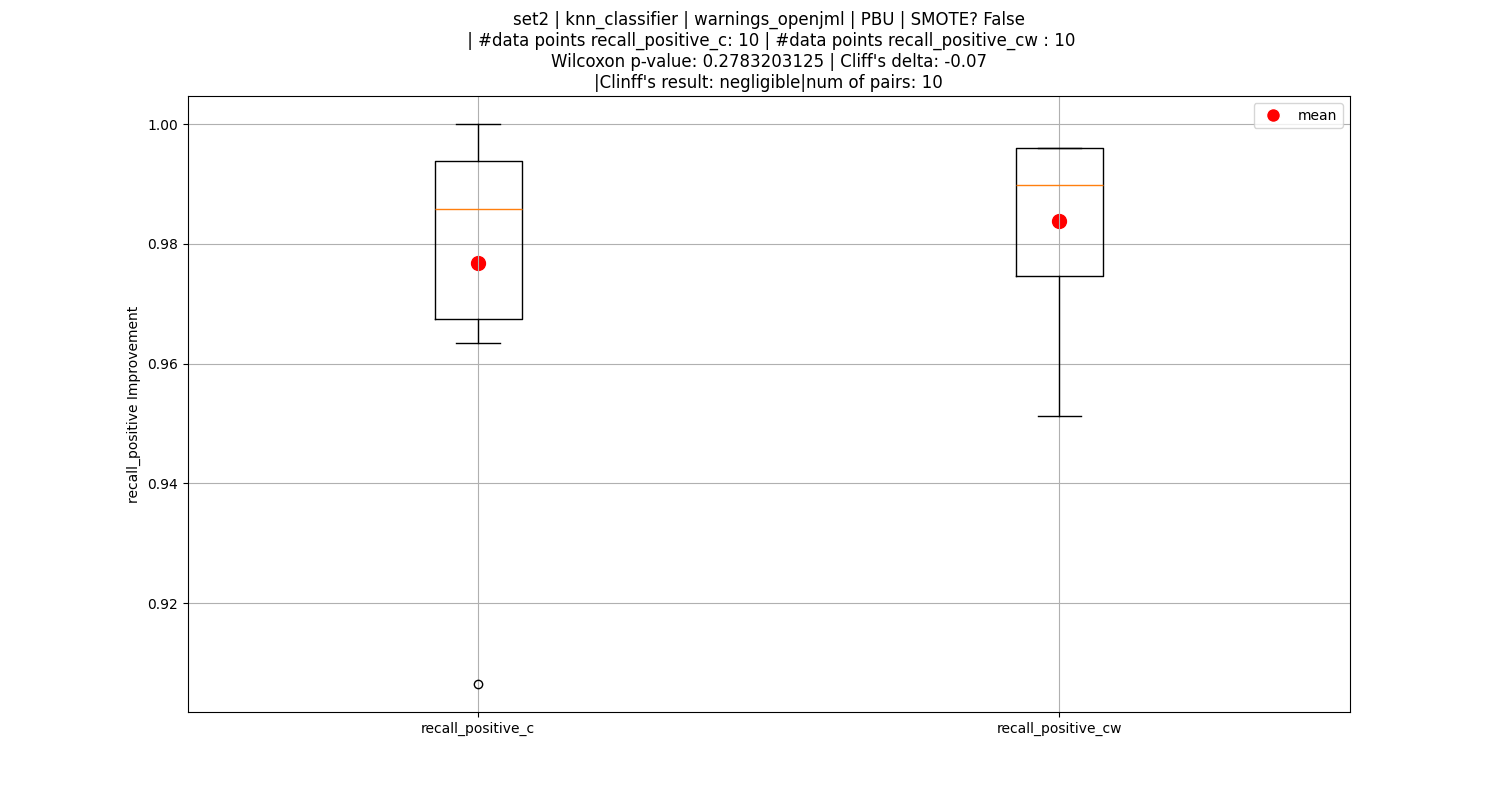 set2 | knn_classifier | warnings_openjml | PBU | SMOTE? False
| #data points recall_positive_c: 10 | #data points recall_positive_cw : 10
Wilcoxon p-value: 0.2783203125 | Cliff's delta: -0.07
|Clinff's result: negligible|num of pairs: 10
mean
1.00
0.98
0.96
0.94
0.92
recall_positive Improvement
recall_positive_c
recall_positive_cw